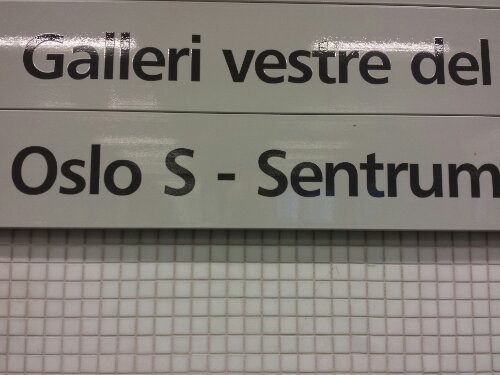 Galleri vestre del
Oslo S - Sentrum